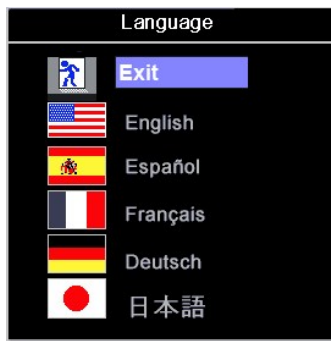 Language
Exit
English
Español
Français
Deutsch
日本語